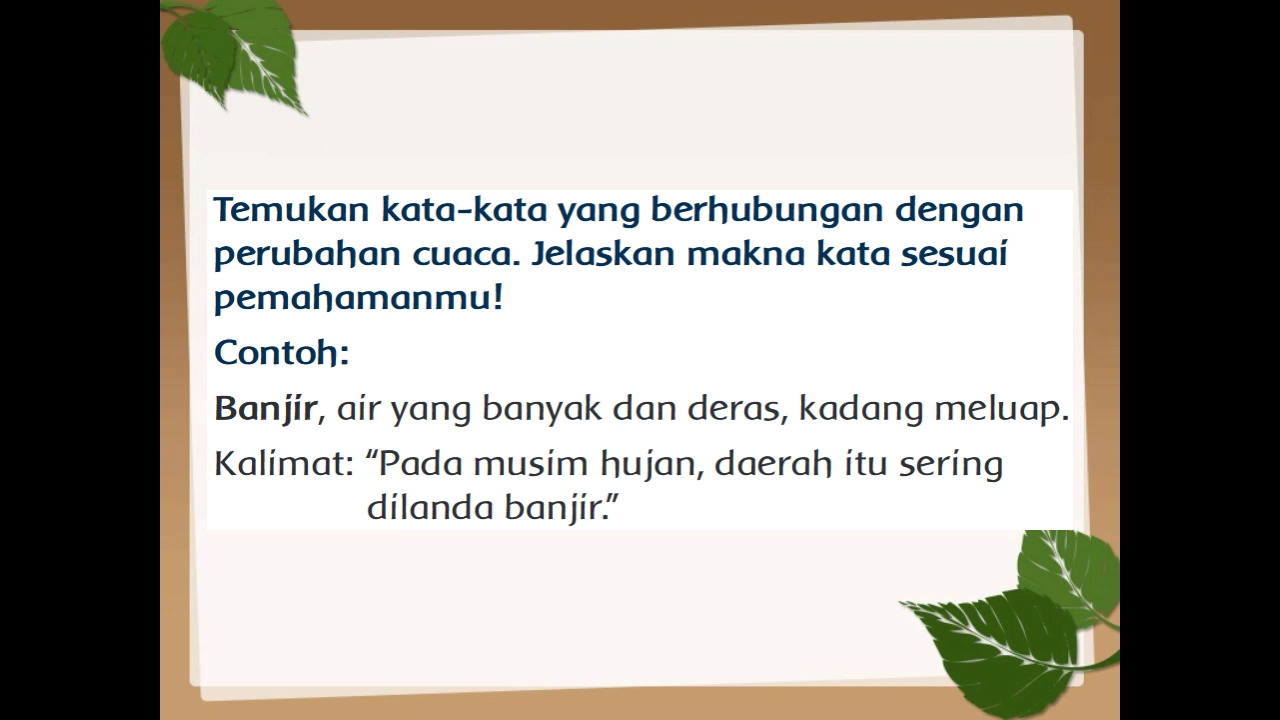 Temukan kata-kata yang berhubungan dengan
perubahan cuaca. Jelaskan makna kata sesuai
pemahamanmu!
Contoh:
Banjir, air yang banyak dan deras, kadang meluap.
Kalimat: “Pada musim hujan, daerah itu sering
dilanda banjir.”